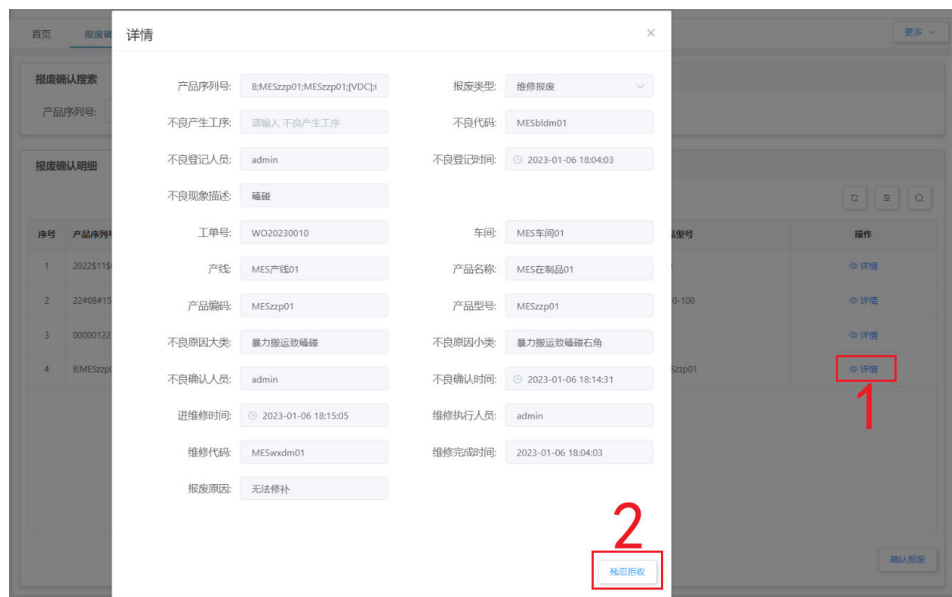 首页
报废确
详情
更多
报废确认搜索
产品序列号:
产品序列号: B;MESzzp01;MESzzp01;[VDC];
报废类型: 维修报废
不良产生工序: 请输入 不良产生工序
不良代码: MESbldm01
不良登记人员: admin
不良登记时间: 2023-01-06 18:04:03
报废确认明细
不良现象描述: 磕碰
工单号: WO20230010
车间: MES车间01
产线: MES产线01
产品名称: MES在制品01
产品编码: MESzzp01
产品型号: MESzzp01
不良原因大类: 暴力搬运致磕碰
不良原因小类: 暴力搬运致磕碰石角
不良确认人员: admin
不良确认时间: 2023-01-06 18:14:31
进维修时间: 2023-01-06 18:15:05
维修执行人员: admin
维修代码: MESwxdm01
维修完成时间: 2023-01-06 18:04:03
报废原因: 无法修补
序号 产品序列 型号 操作
1 2022$11$ 详情
2 22#08#15 0-100 详情
3 00000122 详情
4 B;MESzzp zzp01 详情
1
2
残忍拒收
确认报废